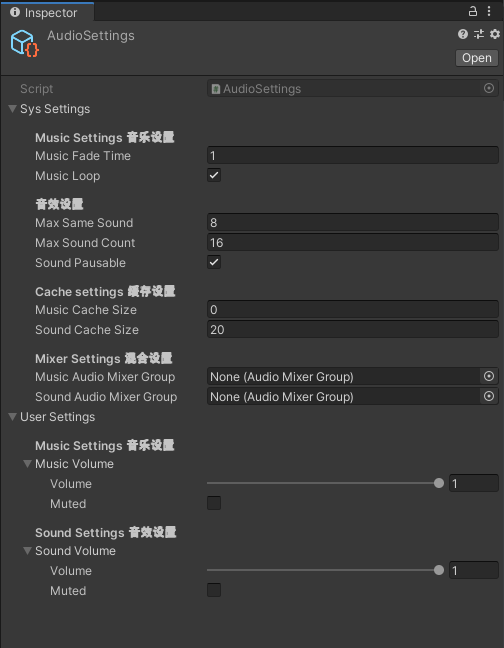 Inspector
AudioSettings
Open
Script AudioSettings
Sys Settings
Music Settings 音乐设置
Music Fade Time 1
Music Loop
音效设置
Max Same Sound 8
Max Sound Count 16
Sound Pausable
Cache settings 缓存设置
Music Cache Size 0
Sound Cache Size 20
Mixer Settings 混合设置
Music Audio Mixer Group None (Audio Mixer Group)
Sound Audio Mixer Group None (Audio Mixer Group)
User Settings
Music Settings 音乐设置
Music Volume
Volume 1
Muted
Sound Settings 音效设置
Sound Volume
Volume 1
Muted